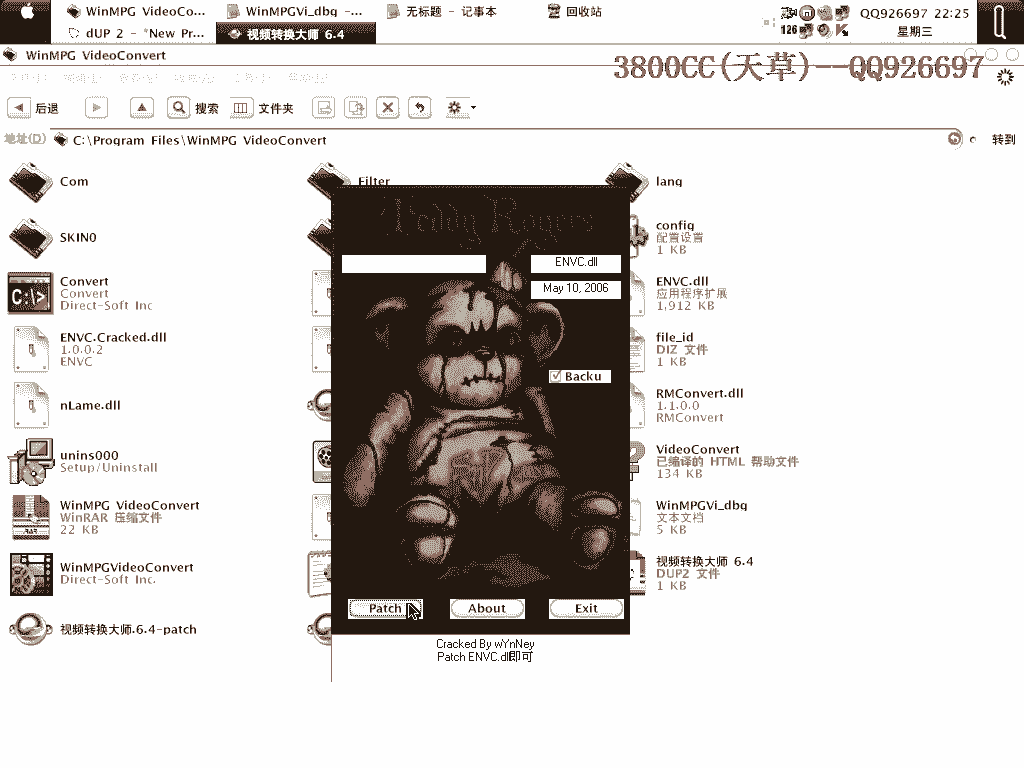 WinMPG VideoCo...
WinMPGVi_dbg -...
无标题 - 记事本
回收站
QQ926697 22:25
dUP 2 - *New Pr...
视频转换大师 6.4
126
星期三
WinMPG VideoConvert
3800CC(天草)--QQ926697
后退
搜索
文件夹
地址(D)
C:\Program Files\WinMPG VideoConvert
转到
Com
Filter
lang
SKIN0
config
配置设置
1 KB
Convert
Convert
Direct-Soft Inc
ENVC.dll
应用程序扩展
1,912 KB
ENVC.Cracked.dll
1.0.0.2
ENVC
file_id
DIZ 文件
1 KB
nLame.dll
RMConvert.dll
1.1.0.0
RMConvert
unins000
Setup/Uninstall
VideoConvert
已编译的 HTML 帮助文件
134 KB
WinMPG VideoConvert
WinRAR 压缩文件
22 KB
WinMPGVi_dbg
文本文档
5 KB
WinMPGVideoConvert
Direct-Soft Inc.
视频转换大师 6.4
DUP2 文件
1 KB
视频转换大师.6.4-patch
Teddy Rogers
ENVC.dll
May 10, 2006
Backu
Patch
About
Exit
Cracked By wYnNey
Patch ENVC.dll即可